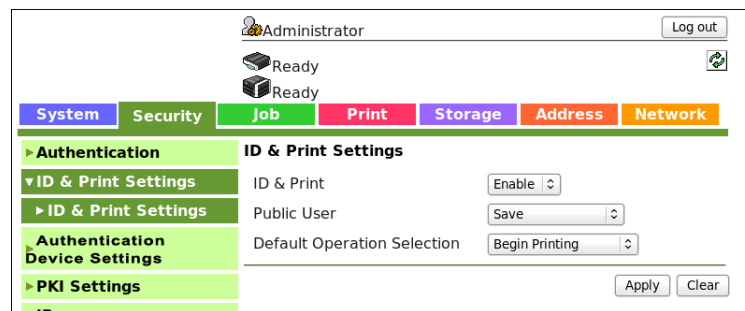 Administrator
Log out
Ready
Ready
System Security Job Print Storage Address Network
Authentication
ID & Print Settings
ID & Print Settings
Authentication
Device Settings
PKI Settings
ID & Print Settings
ID & Print Enable
Public User Save
Default Operation Selection Begin Printing
Apply Clear